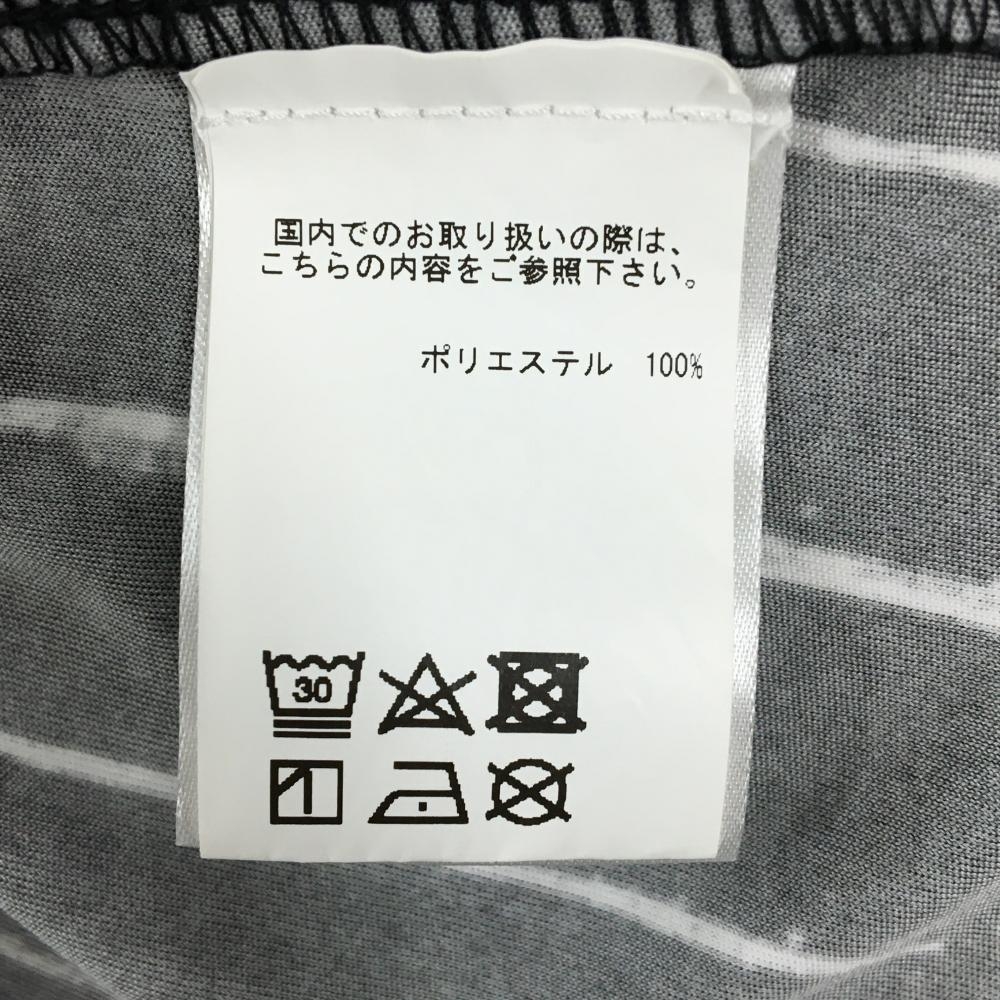 国内でのお取り扱いの際は、
こちらの内容をご参照下さい。
ポリエステル　100%
30